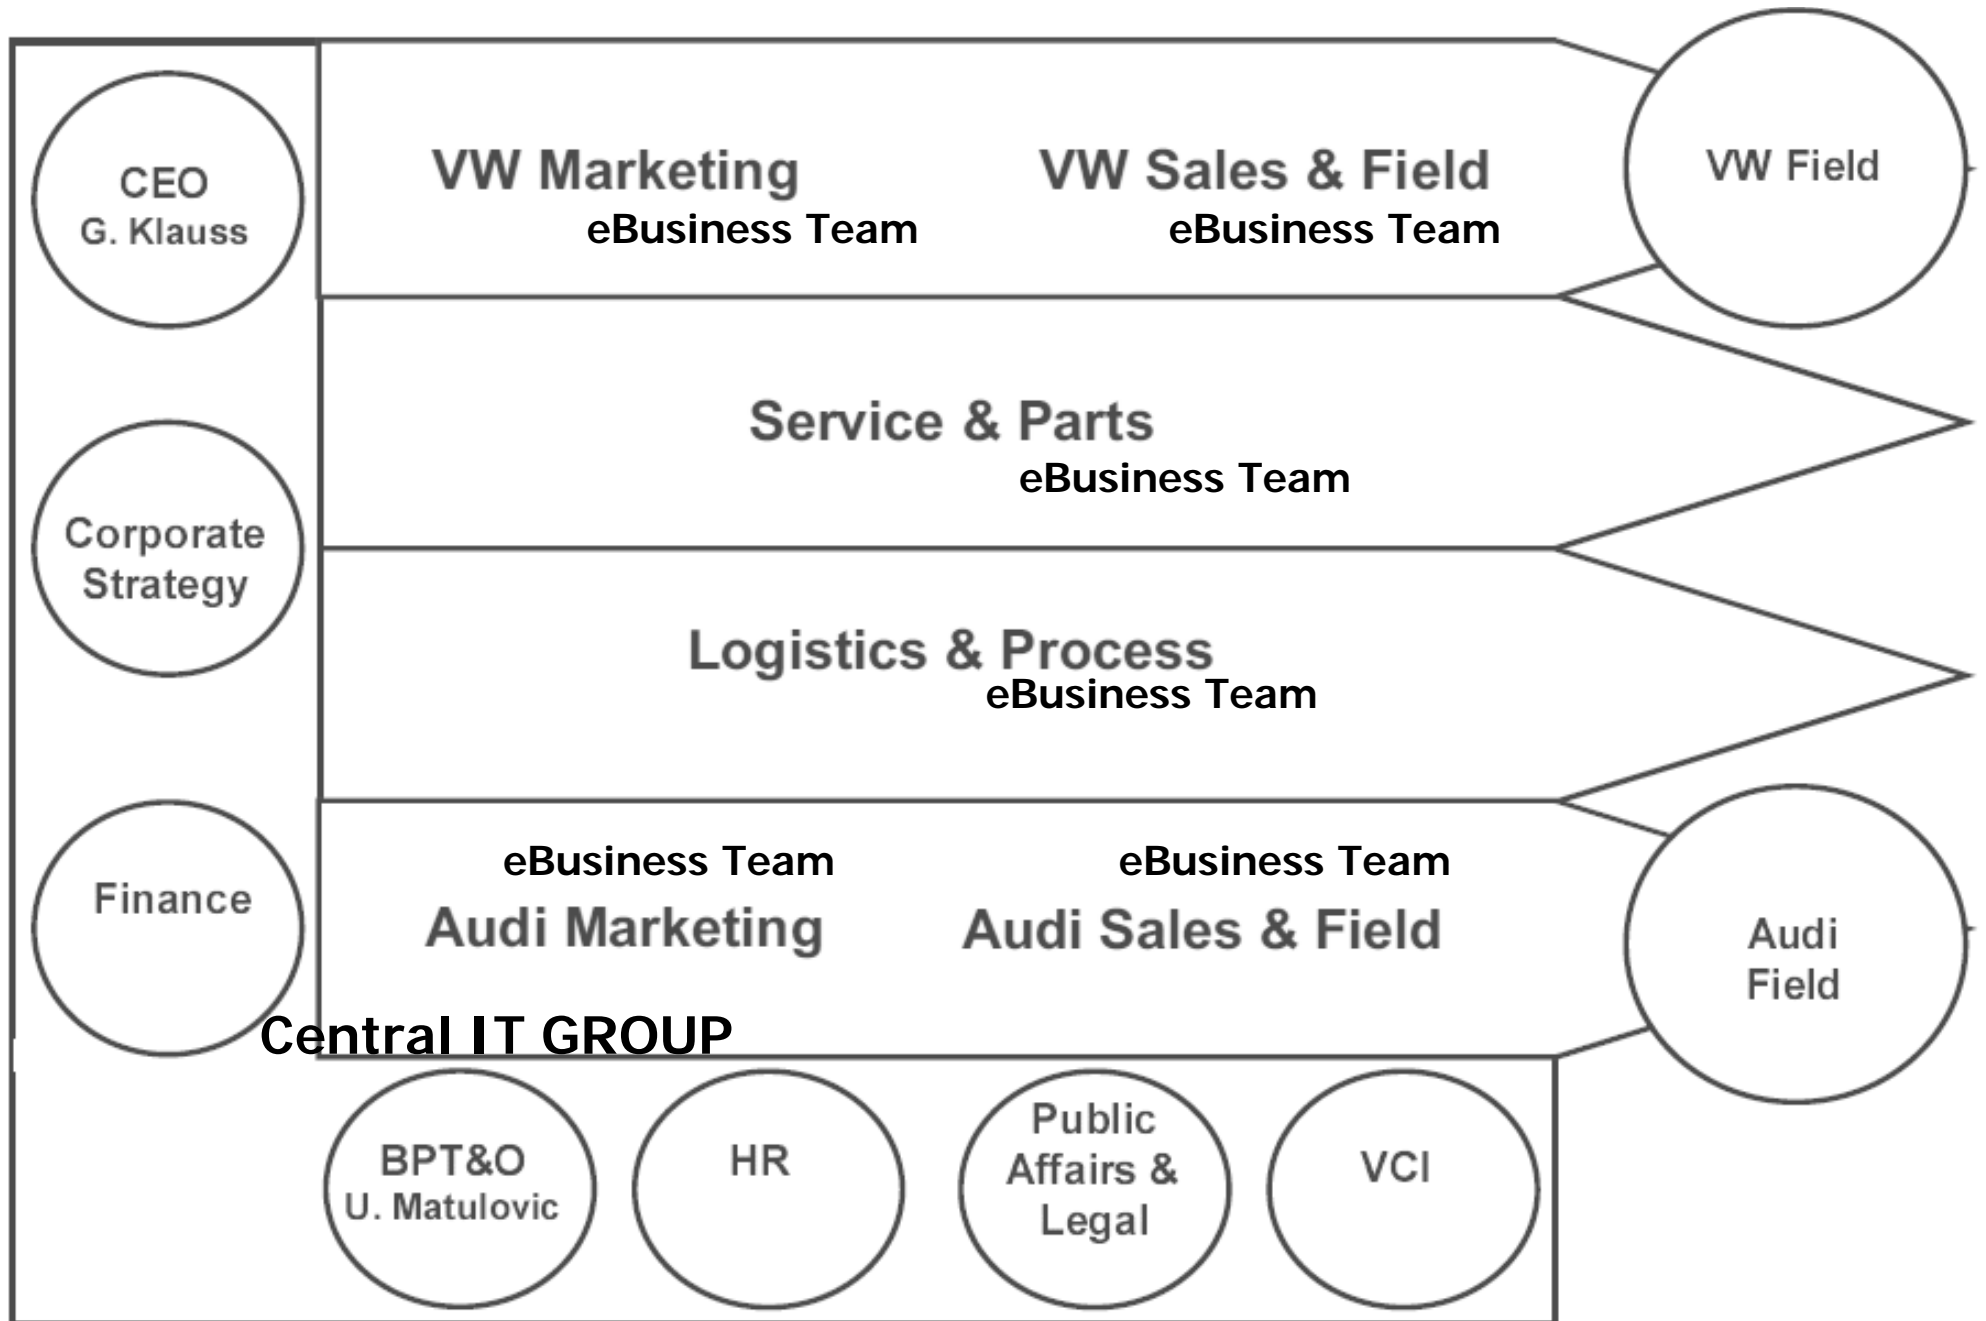 CEO
G. Klauss
VW Marketing
eBusiness Team
VW Sales & Field
eBusiness Team
VW Field
Service & Parts
eBusiness Team
Corporate
Strategy
Logistics & Process
eBusiness Team
Finance
eBusiness Team
Audi Marketing
eBusiness Team
Audi Sales & Field
Audi
Field
Central IT GROUP
BPT&O
U. Matulovic
HR
Public
Affairs &
Legal
VCI